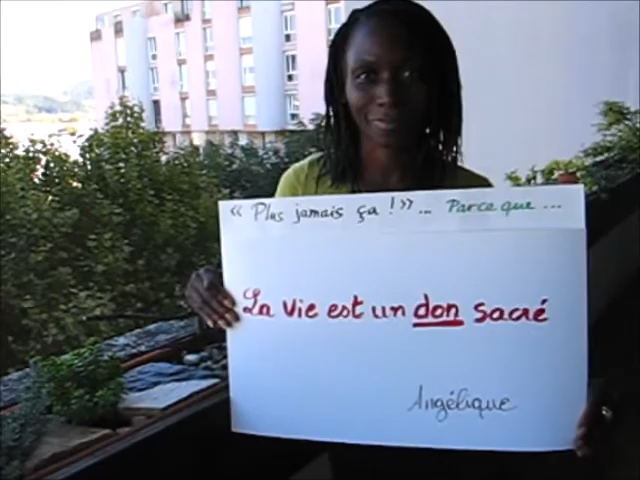 « Plus jamais ça ! » ... Parce que ...
La vie est un don sacré
Angélique